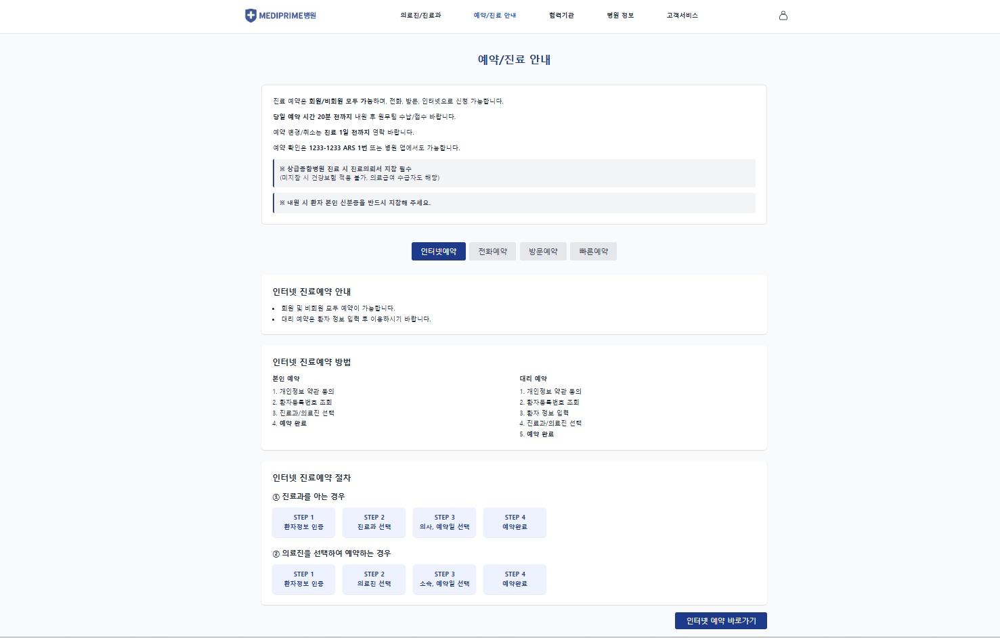 MEDIPRIME병원
의료진/진료과
예약/진료 안내
협력기관
병원 정보
고객서비스
예약/진료 안내
진료 예약은 회원/비회원 모두 가능하며, 전화, 방문, 인터넷으로 신청 가능합니다.
당일 예약 시간 20분 전까지 내원 후 원무팀 수납/접수 바랍니다.
예약 변경/취소는 진료 1일 전까지 연락 바랍니다.
예약 확인은 1233-1233 ARS 1번 또는 병원 앱에서도 가능합니다.
※ 상급종합병원 진료 시 진료의뢰서 지참 필수
(미지참 시 건강보험 적용 불가, 의료급여 수급자도 해당)
※ 내원 시 환자 본인 신분증을 반드시 지참해 주세요.
인터넷예약
전화예약
방문예약
빠른예약
인터넷 진료예약 안내
• 회원 및 비회원 모두 예약이 가능합니다.
• 대리 예약은 환자 정보 입력 후 이용하시기 바랍니다.
인터넷 진료예약 방법
본인 예약
1. 개인정보 약관 동의
2. 환자등록번호 조회
3. 진료과/의료진 선택
4. 예약 완료
대리 예약
1. 개인정보 약관 동의
2. 환자등록번호 조회
3. 환자 정보 입력
4. 진료과/의료진 선택
5. 예약 완료
인터넷 진료예약 절차
① 진료과를 아는 경우
STEP 1
환자정보 인증
STEP 2
진료과 선택
STEP 3
의사, 예약일 선택
STEP 4
예약완료
② 의료진을 선택하여 예약하는 경우
STEP 1
환자정보 인증
STEP 2
의료진 선택
STEP 3
소속, 예약일 선택
STEP 4
예약완료
인터넷 예약 바로가기